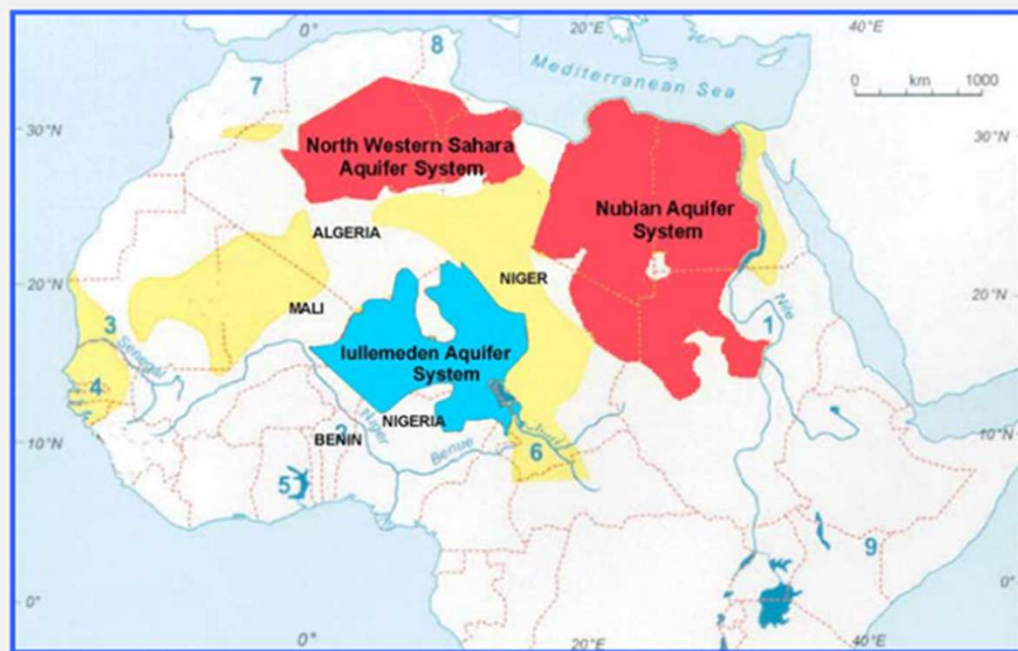 0°
20°E
40°E
8
7
Mediterranean Sea
0 km 1000
30°N
30°N
North Western Sahara
Aquifer System
Nubian Aquifer
System
ALGERIA
NIGER
20°N
20°N
MALI
3
Senegal
1
Nile
Iullemeden Aquifer
System
4
NIGERIA
Niger
2
BENIN
10°N
10°N
Benue
6
5
9
0°
0°
0°
20°E
40°E